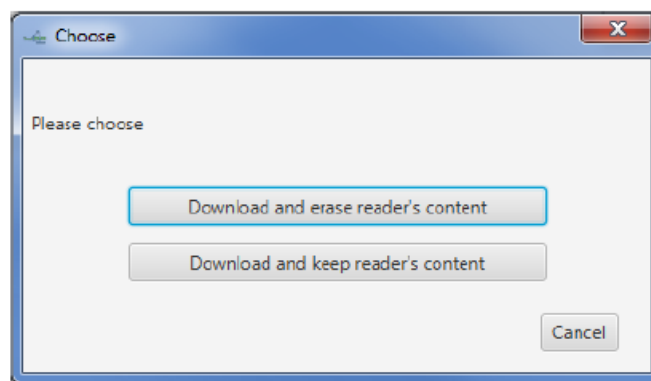 Choose
Please choose
Download and erase reader's content
Download and keep reader's content
Cancel